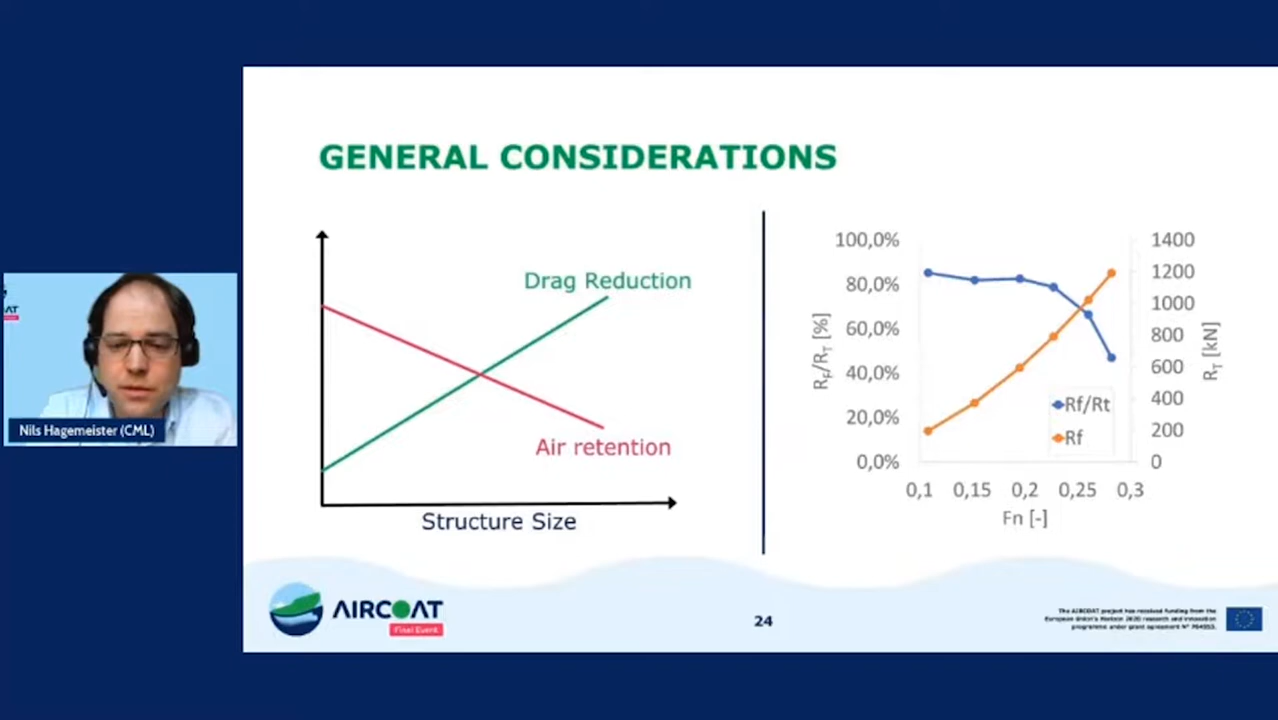 GENERAL CONSIDERATIONS
Drag Reduction
Air retention
Structure Size
100,0%
80,0%
60,0%
40,0%
20,0%
0,0%
R_F/R_T [%]
1400
1200
1000
800
600
400
200
0
R_T [kN]
Rf/Rt
Rf
0,1 0,15 0,2 0,25 0,3
Fn [-]
Nils Hagemeister (CML)
AIRCOAT
Final Event
24
The AIRCOAT project has received funding from the
European Union's Horizon 2020 research and innovation
programme under grant agreement N°